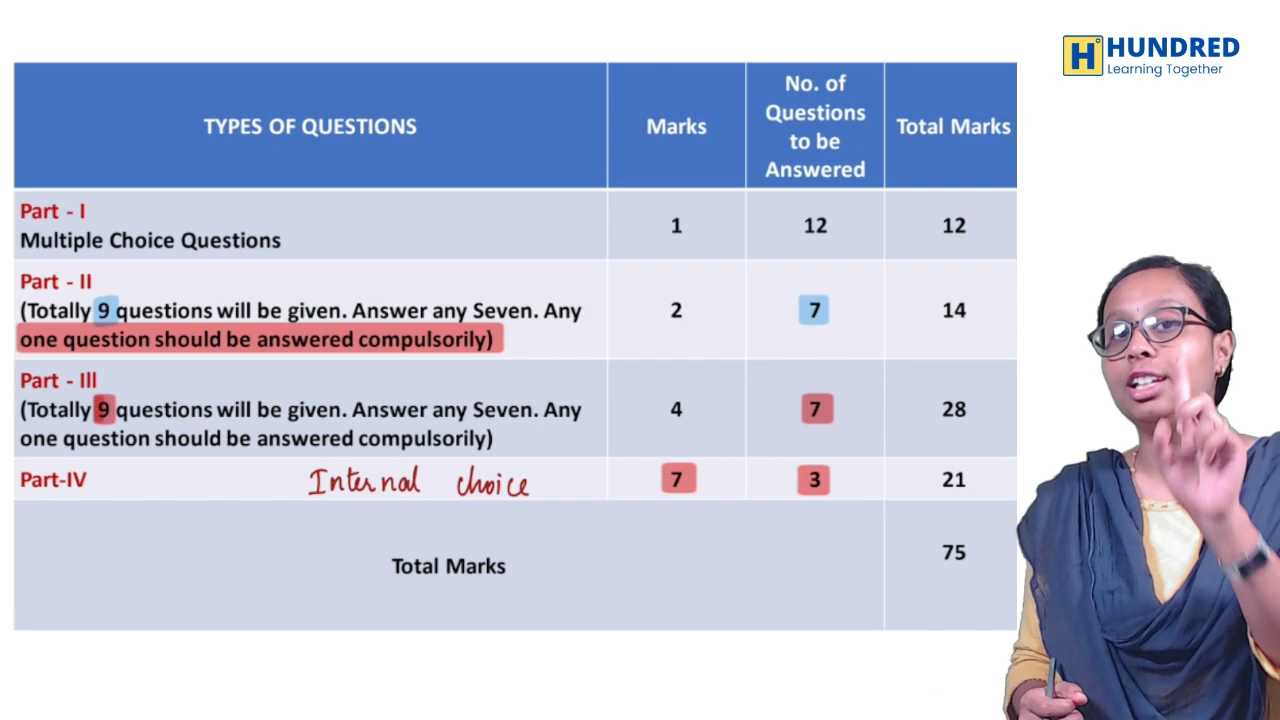 H° HUNDRED
Learning Together
TYPES OF QUESTIONS
Marks
No. of
Questions
to be
Answered
Total Marks
Part - I
Multiple Choice Questions
1
12
12
Part - II
(Totally 9 questions will be given. Answer any Seven. Any
one question should be answered compulsorily)
2
7
14
Part - Ill
(Totally 9 questions will be given. Answer any Seven. Any
one question should be answered compulsorily)
4
7
28
Part-IV
Internal choice
7
3
21
Total Marks
75